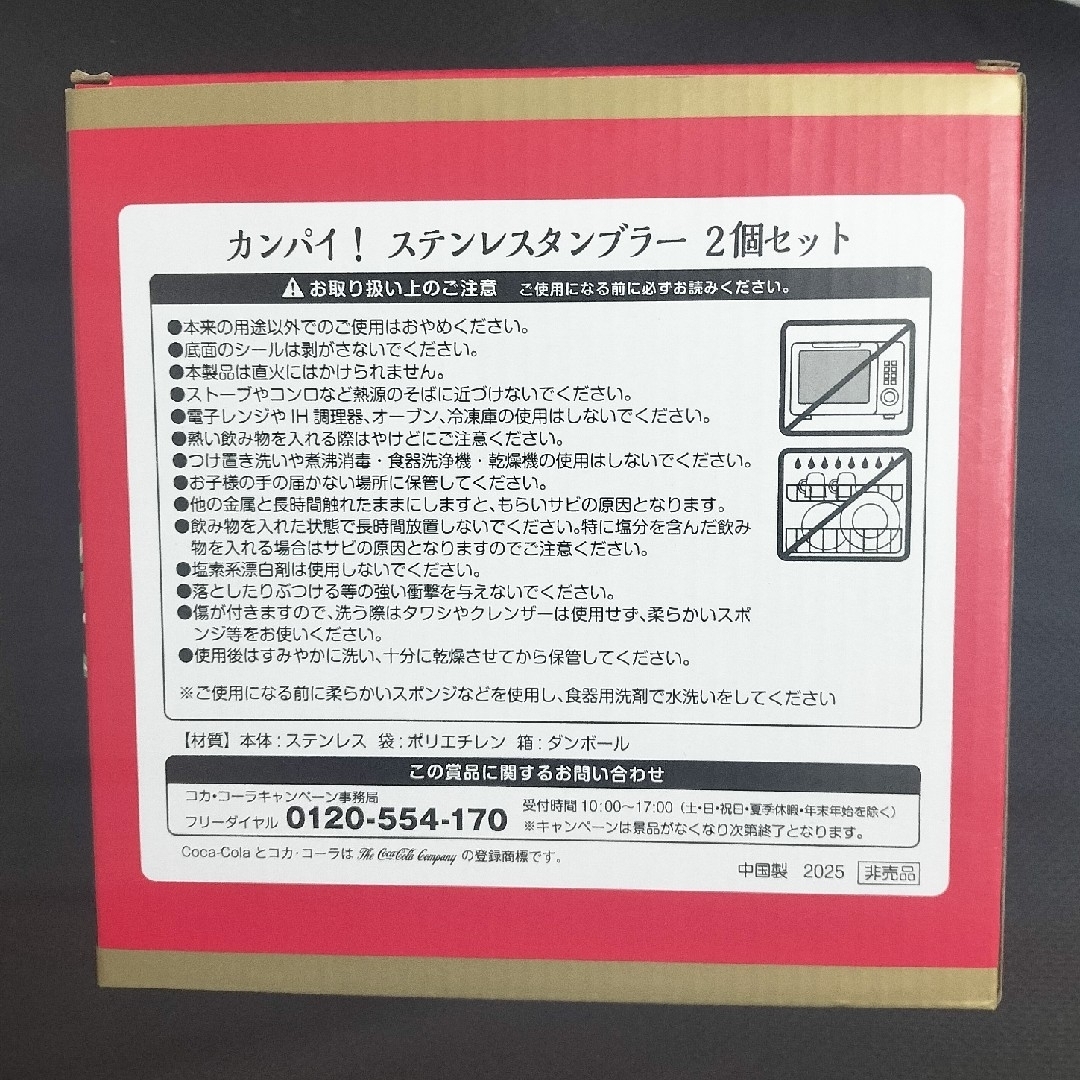 カンパイ！ ステンレスタンブラー 2個セット
お取り扱い上のご注意 ご使用になる前に必ずお読みください。
●本来の用途以外でのご使用はおやめください。
●底面のシールは剥がさないでください。
●本製品は直火にはかけられません。
●ストーブやコンロなど熱源のそばに近づけないでください。
●電子レンジやIH調理器、オーブン、冷凍庫の使用はしないでください。
●熱い飲み物を入れる際はやけどにご注意ください。
●つけ置き洗いや煮沸消毒・食器洗浄機・乾燥機の使用はしないでください。
●お子様の手の届かない場所に保管してください。
●他の金属と長時間触れたままにしますと、もらいサビの原因となります。
●飲み物を入れた状態で長時間放置しないでください。特に塩分を含んだ飲み
物を入れる場合はサビの原因となりますのでご注意ください。
●塩素系漂白剤は使用しないでください。
●落としたりぶつける等の強い衝撃を与えないでください。
●傷が付きますので、洗う際はタワシやクレンザーは使用せず、柔らかいスポ
ンジ等をお使いください。
●使用後はすみやかに洗い、十分に乾燥させてから保管してください。
※ご使用になる前に柔らかいスポンジなどを使用し、食器用洗剤で水洗いをしてください
【材質】本体：ステンレス 袋：ポリエチレン 箱：ダンボール
この賞品に関するお問い合わせ
コカ・コーラキャンペーン事務局
フリーダイヤル 0120-554-170
受付時間 10:00〜17:00（土・日・祝日・夏季休暇・年末年始を除く）
※キャンペーンは景品がなくなり次第終了となります。
Coca-Colaとコカ・コーラは The Coca-Cola Company の登録商標です。
中国製 2025 非売品